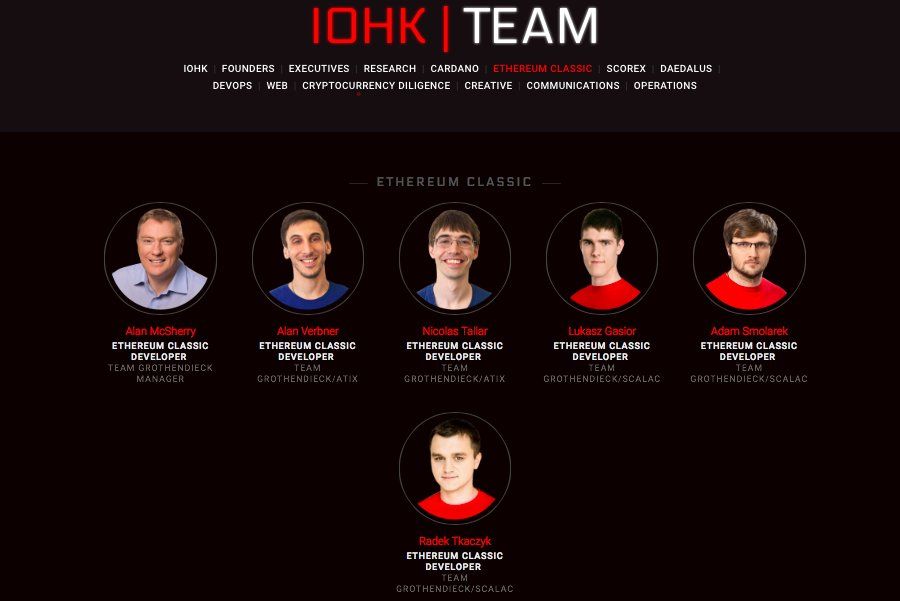 IOHK | TEAM
IOHK | FOUNDERS | EXECUTIVES | RESEARCH | CARDANO | ETHEREUM CLASSIC | SCOREX | DAEDALUS |
DEVOPS | WEB | CRYPTOCURRENCY DILIGENCE | CREATIVE | COMMUNICATIONS | OPERATIONS
ETHEREUM CLASSIC
Alan McSherry
ETHEREUM CLASSIC
DEVELOPER
TEAM GROTHENDIECK
MANAGER
Alan Verbner
ETHEREUM CLASSIC
DEVELOPER
TEAM
GROTHENDIECK/ATIX
Nicolas Tallar
ETHEREUM CLASSIC
DEVELOPER
TEAM
GROTHENDIECK/ATIX
Lukasz Gasior
ETHEREUM CLASSIC
DEVELOPER
TEAM
GROTHENDIECK/SCALAC
Adam Smolarek
ETHEREUM CLASSIC
DEVELOPER
TEAM
GROTHENDIECK/SCALAC
Radek Tkaczyk
ETHEREUM CLASSIC
DEVELOPER
TEAM
GROTHENDIECK/SCALAC